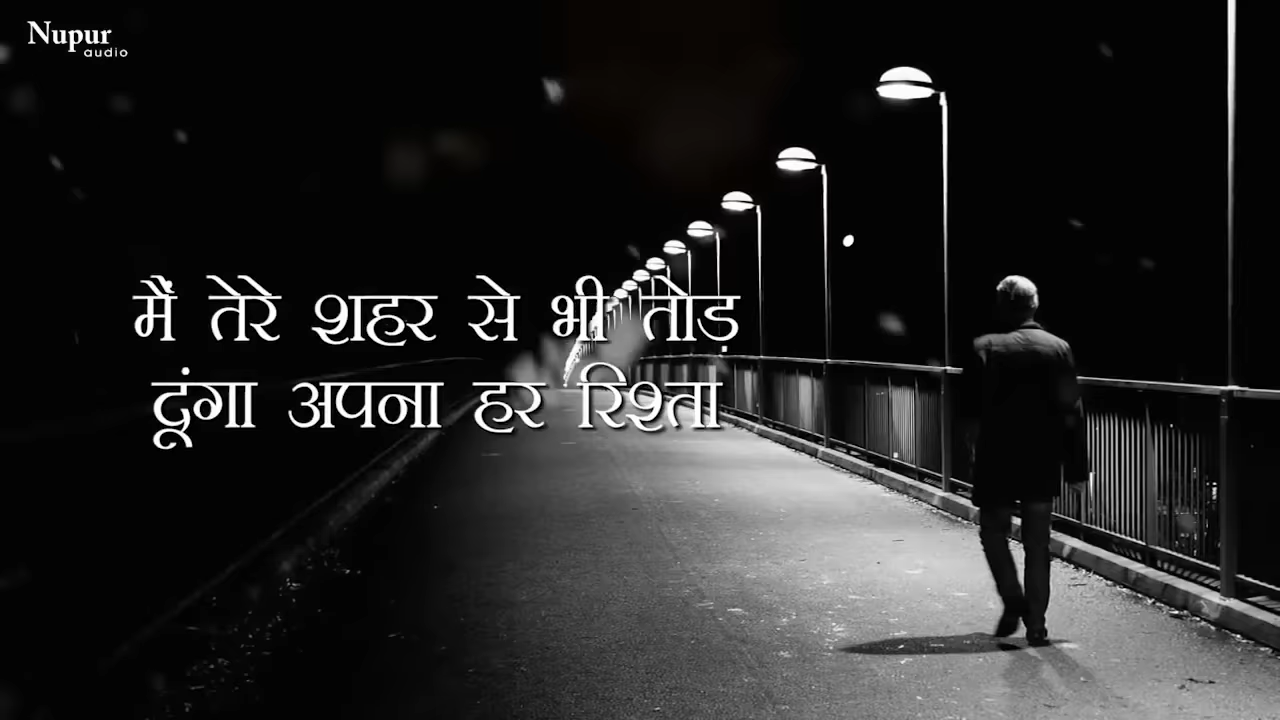 Nupur
audio
मैं तेरे शहर से भी तोड
दूंगा अपना हर रिश्ता